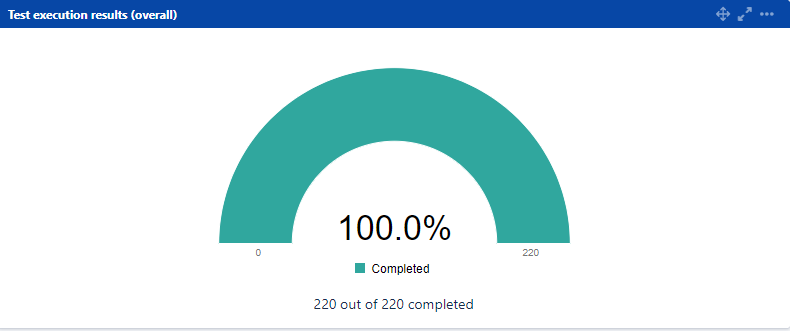 Test execution results (overall)
100.0%
0
220
Completed
220 out of 220 completed